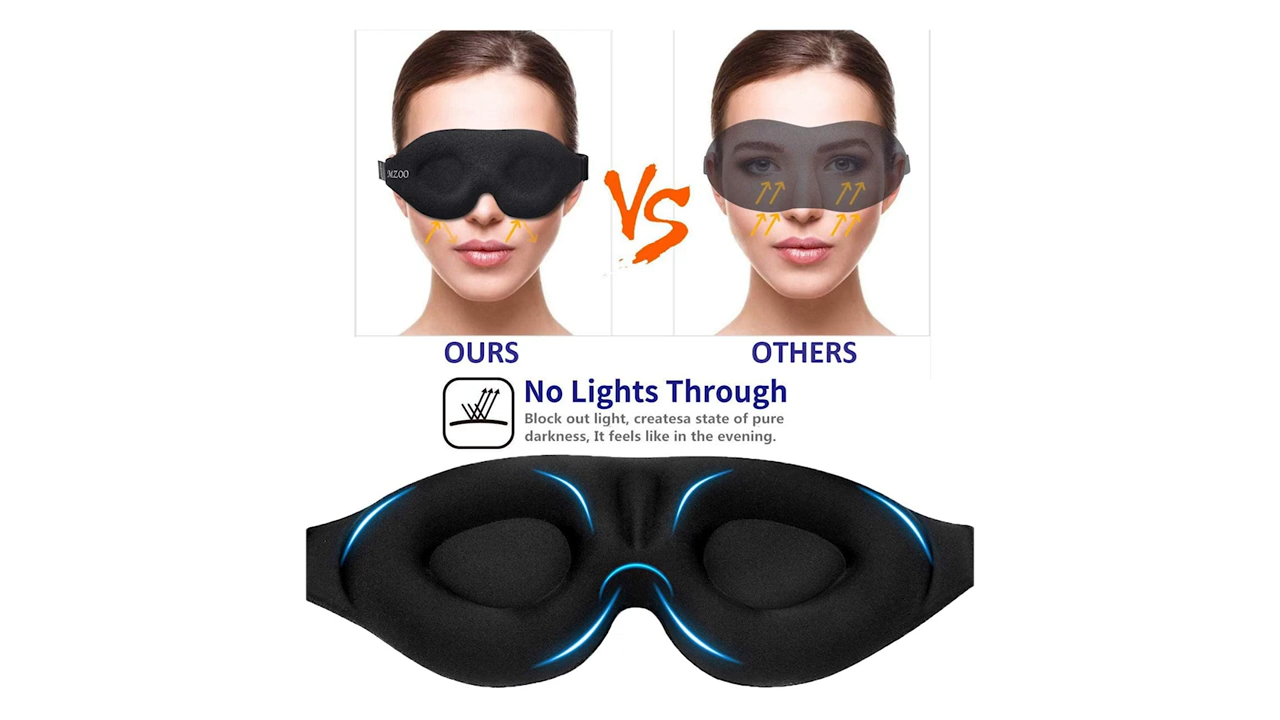 MZOO
VS
OURS
OTHERS
No Lights Through
Block out light, createsa state of pure
darkness, It feels like in the evening.